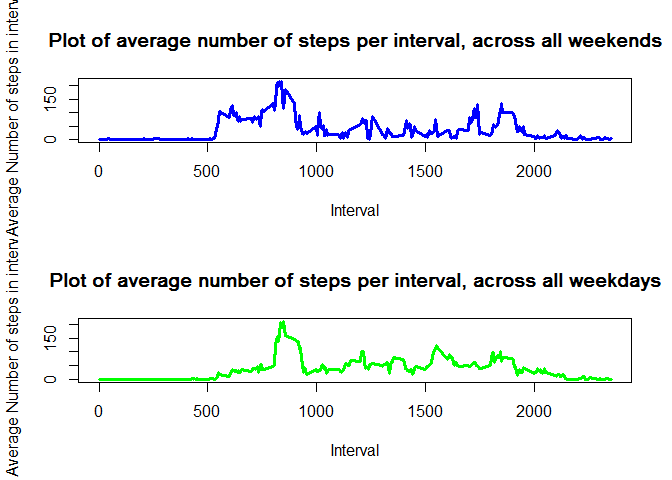 Plot of average number of steps per interval, across all weekends
Average Number of steps in interv
0 150
0 500 1000 1500 2000
Interval
Plot of average number of steps per interval, across all weekdays
Average Number of steps in interv
0 150
0 500 1000 1500 2000
Interval